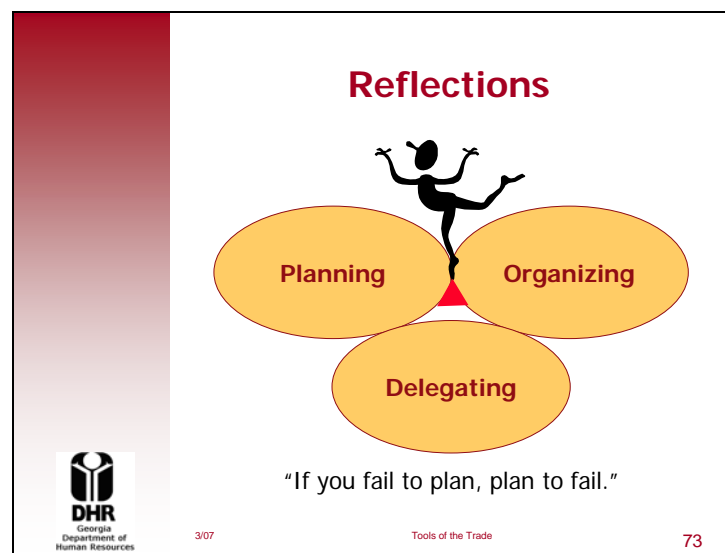 Reflections
Planning
Organizing
Delegating
“If you fail to plan, plan to fail.”
DHR
Georgia
Department of
Human Resources
3/07
Tools of the Trade
73